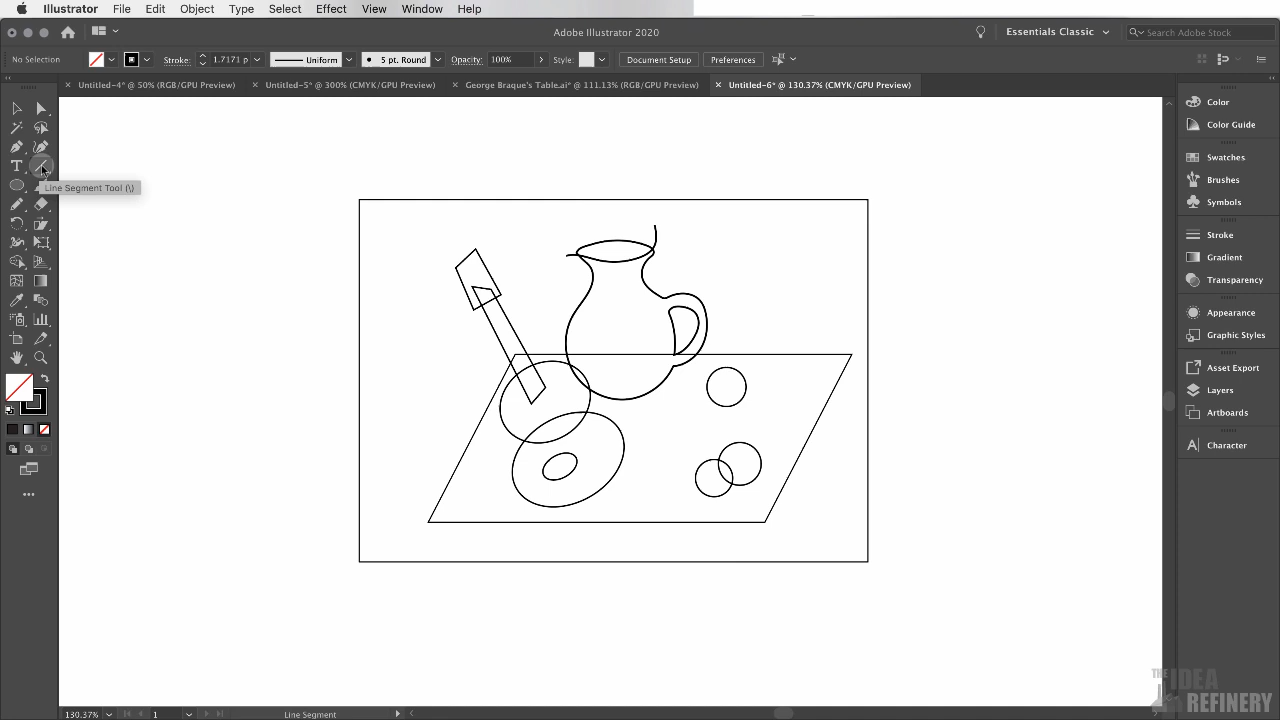 Illustrator File Edit Object Type Select Effect View Window Help
Adobe Illustrator 2020
Essentials Classic
Search Adobe Stock
No Selection
Stroke:
1.7171 p
Uniform
5 pt. Round
Opacity:
100%
Style:
Document Setup
Preferences
Untitled-4* @ 50% (RGB/GPU Preview)
Untitled-5* @ 300% (CMYK/GPU Preview)
George Braque's Table.ai* @ 111.13% (RGB/GPU Preview)
Untitled-6* @ 130.37% (CMYK/GPU Preview)
Line Segment Tool (\)
Color
Color Guide
Swatches
Brushes
Symbols
Stroke
Gradient
Transparency
Appearance
Graphic Styles
Asset Export
Layers
Artboards
Character
130.37%
1
Line Segment
THE IDEA
REFINERY